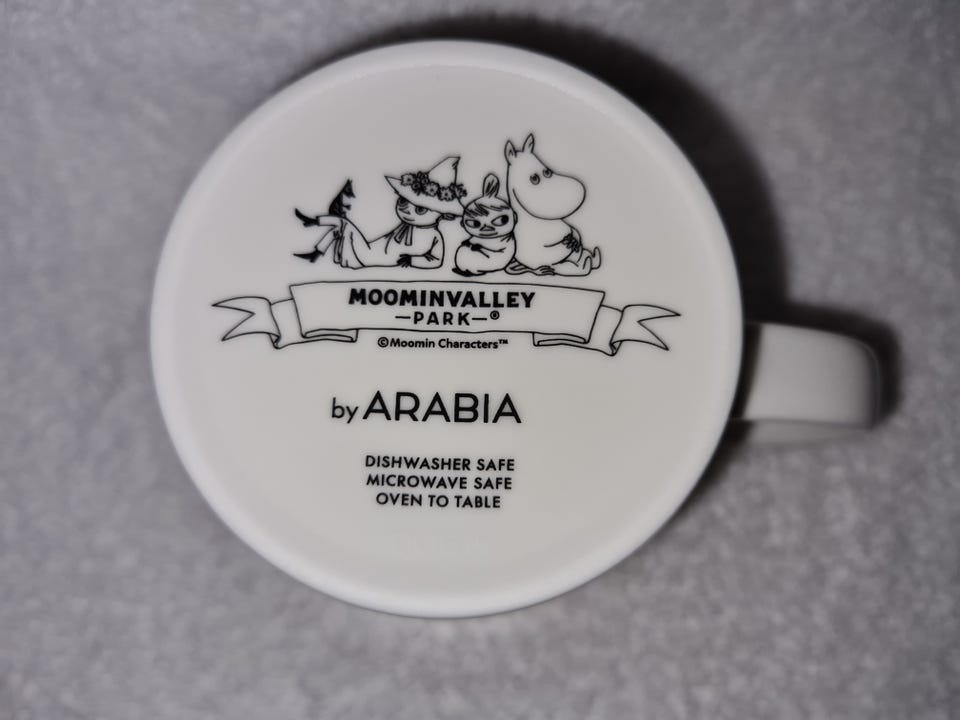 MOOMINVALLEY
—PARK—®
©Moomin Characters™
by ARABIA
DISHWASHER SAFE
MICROWAVE SAFE
OVEN TO TABLE